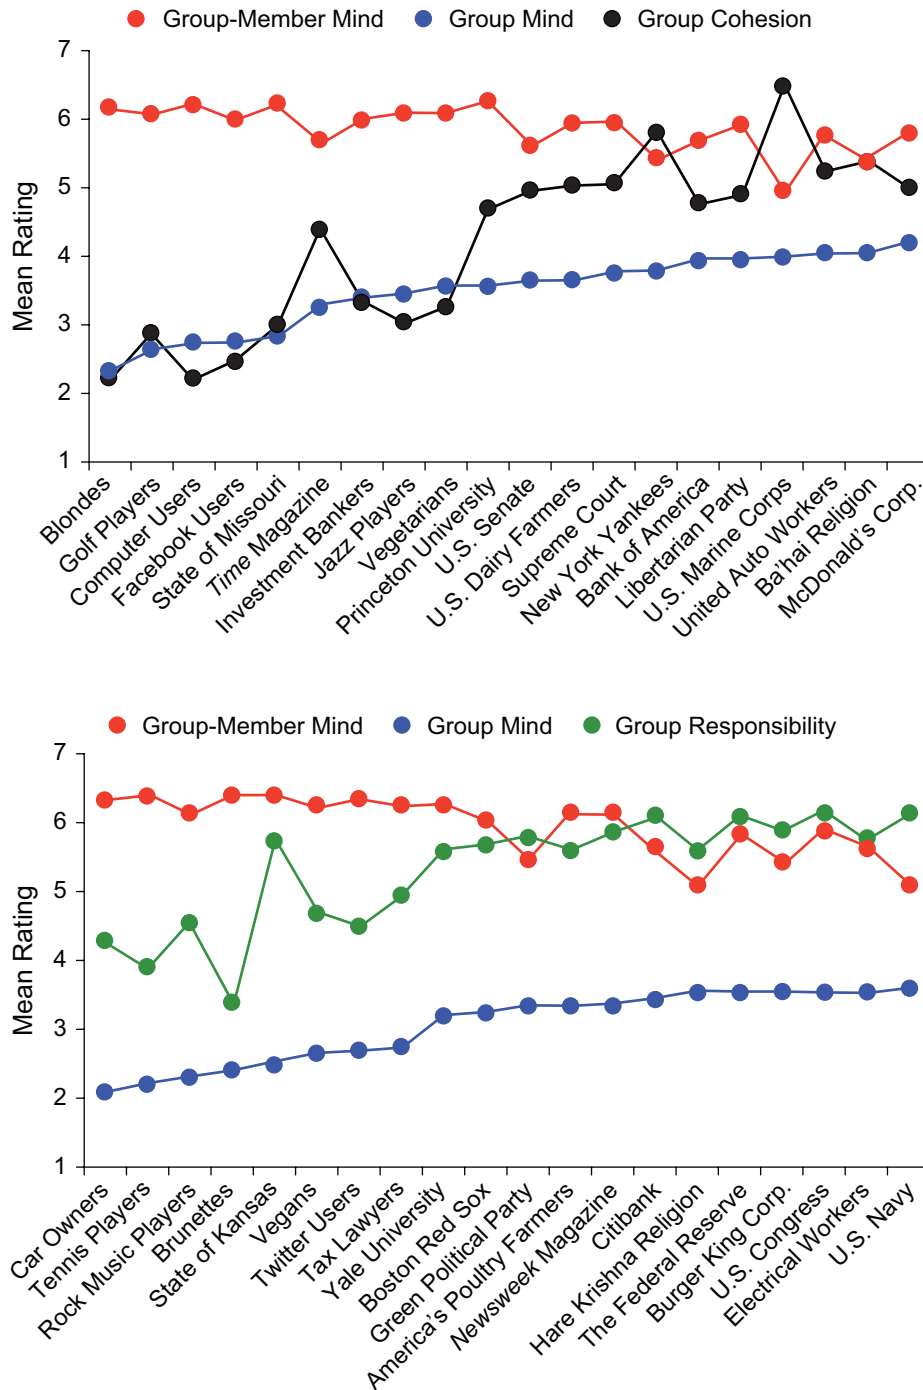 Group-Member Mind Group Mind Group Cohesion
7
6
5
4
3
2
1
Mean Rating
Blondes
Golf Players
Computer Users
Facebook Users
State of Missouri
Time Magazine
Investment Bankers
Jazz Players
Vegetarians
Princeton University
U.S. Senate
U.S. Dairy Farmers
Supreme Court
New York Yankees
Bank of America
Libertarian Party
U.S. Marine Corps
United Auto Workers
Ba'hai Religion
McDonald's Corp.
Group-Member Mind Group Mind Group Responsibility
7
6
5
4
3
2
1
Mean Rating
Car Owners
Tennis Players
Rock Music Players
Brunettes
State of Kansas
Vegans
Twitter Users
Tax Lawyers
Yale University
Boston Red Sox
Green Political Party
America's Poultry Farmers
Newsweek Magazine
Citibank
Hare Krishna Religion
The Federal Reserve
Burger King Corp.
U.S. Congress
Electrical Workers
U.S. Navy